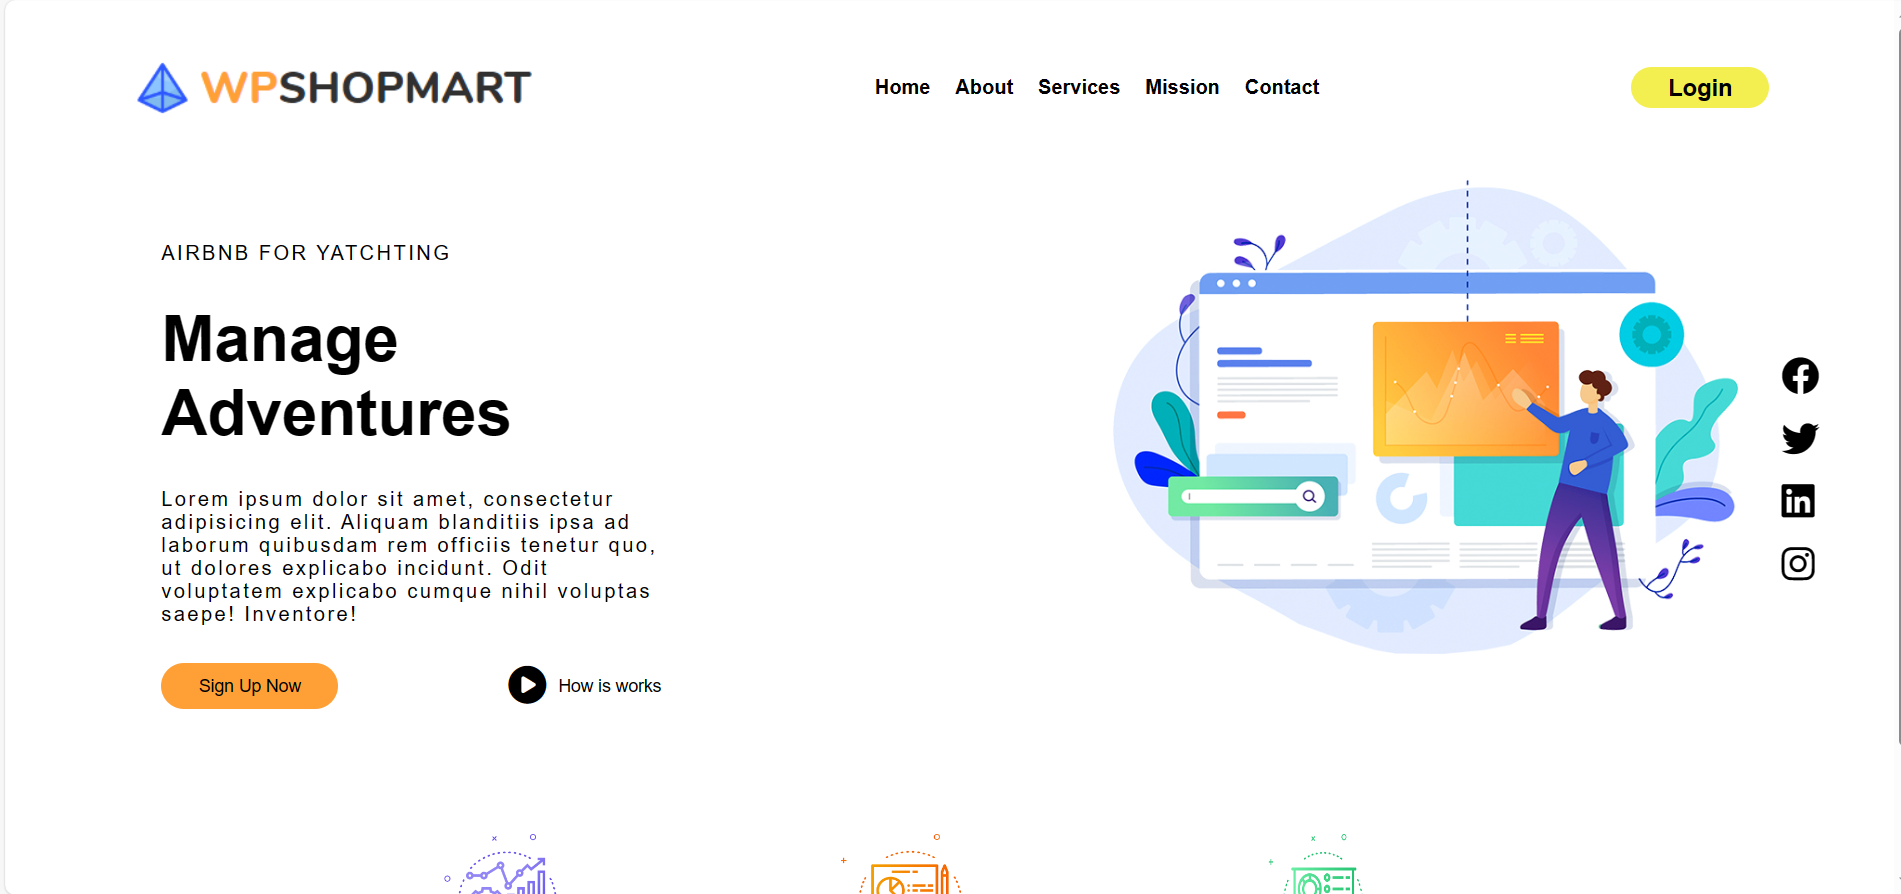 WPSHOPMART
Home About Services Mission Contact
Login
AIRBNB FOR YATCHTING
Manage
Adventures
Lorem ipsum dolor sit amet, consectetur
adipisicing elit. Aliquam blanditiis ipsa ad
laborum quibusdam rem officiis tenetur quo,
ut dolores explicabo incidunt. Odit
voluptatem explicabo cumque nihil voluptas
saepe! Inventore!
Sign Up Now
How is works